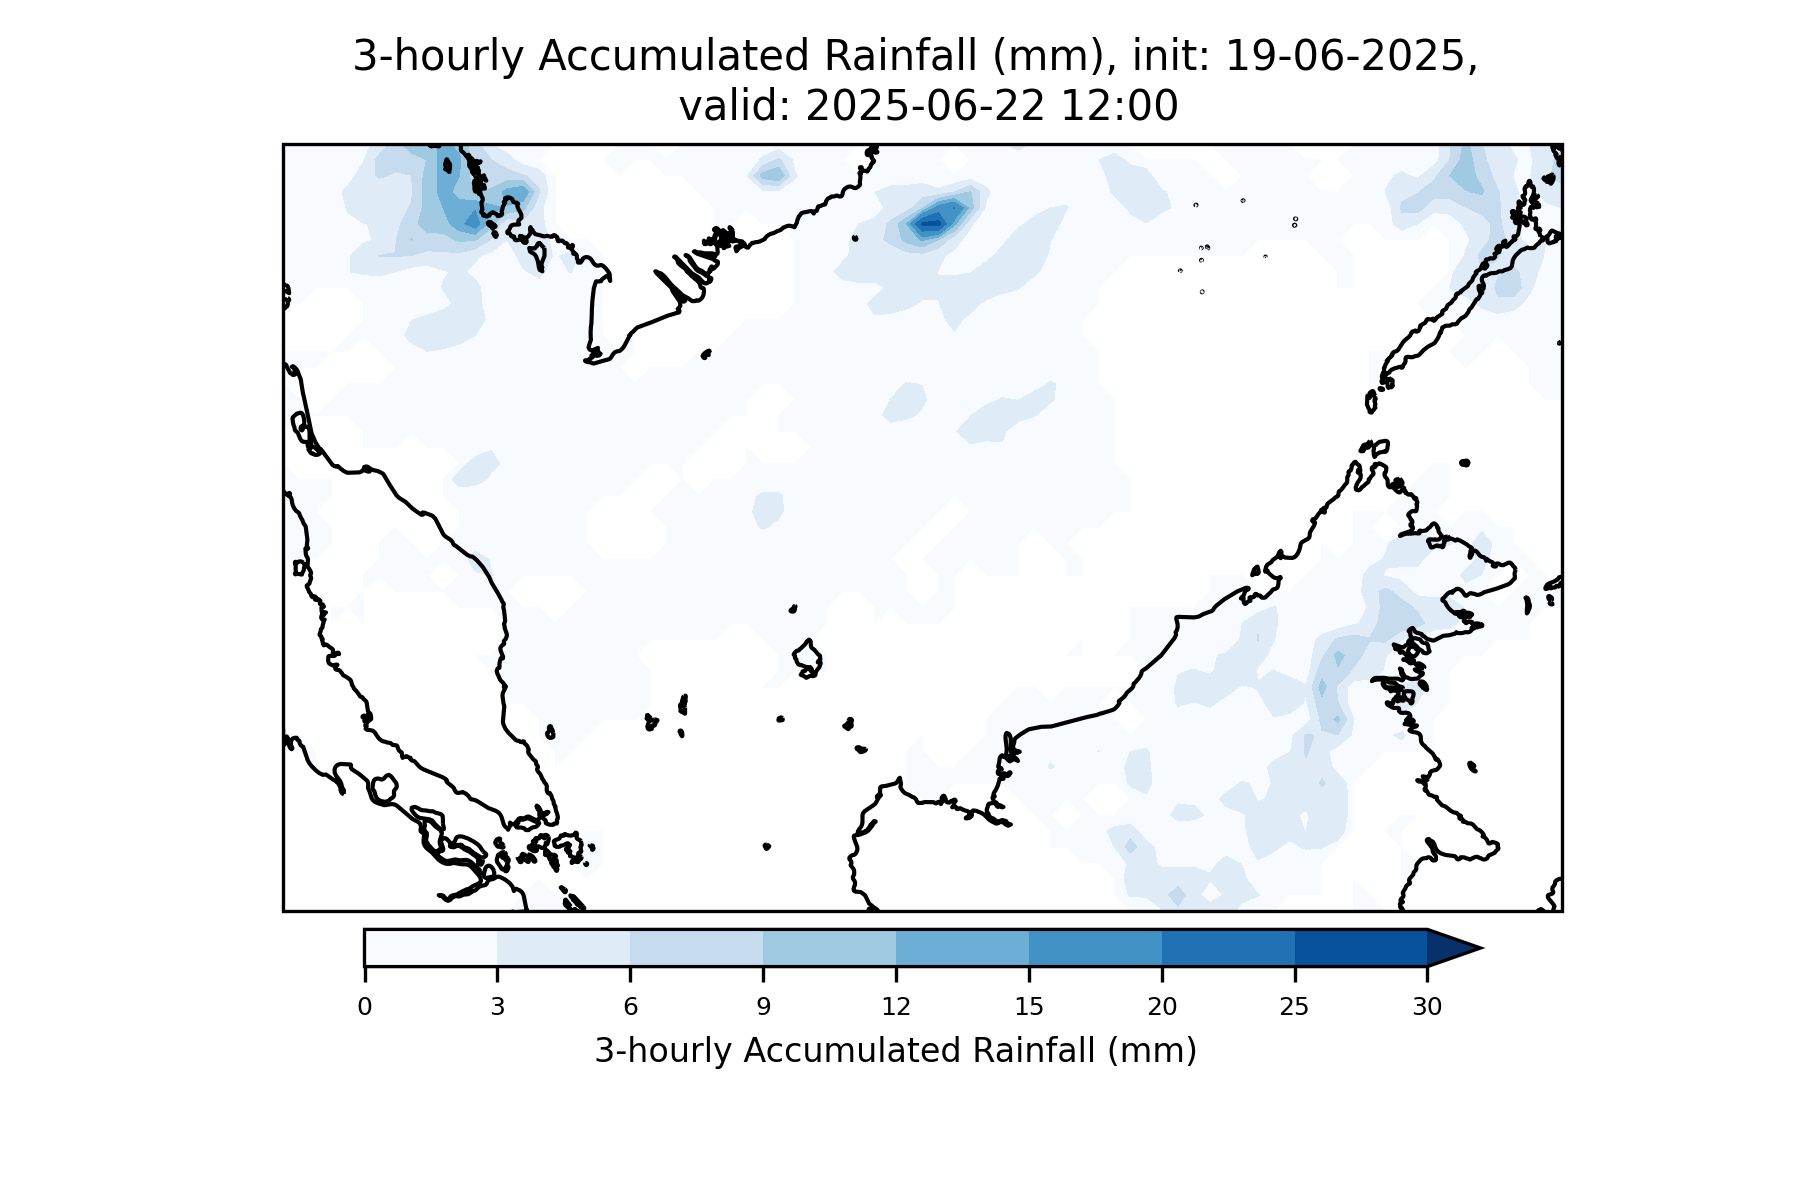 3-hourly Accumulated Rainfall (mm), init: 19-06-2025,
valid: 2025-06-22 12:00
0 3 6 9 12 15 20 25 30
3-hourly Accumulated Rainfall (mm)